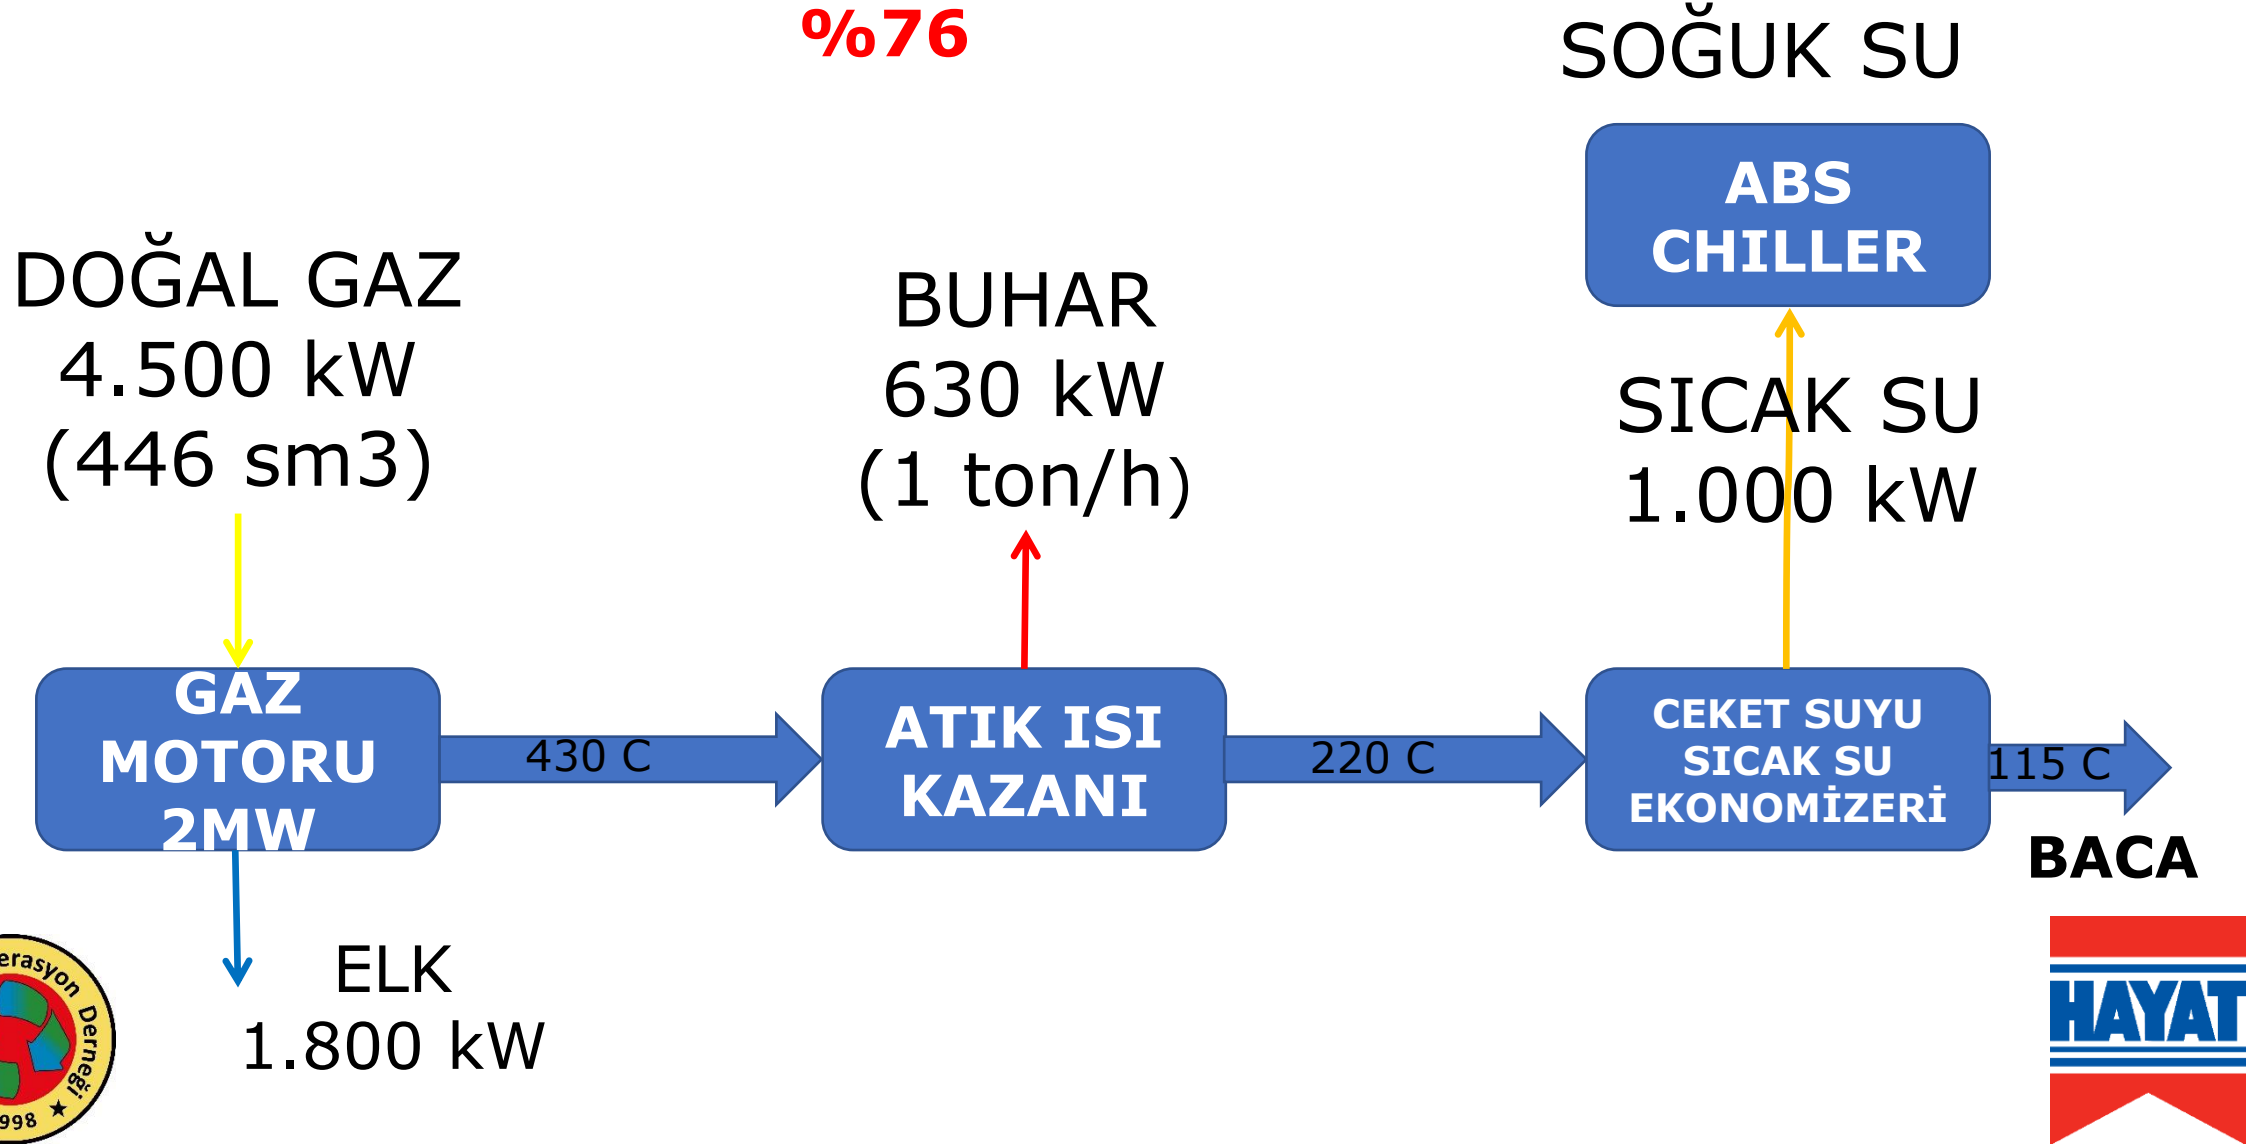 %76
SOĞUK SU
ABS
CHILLER
DOĞAL GAZ
4.500 kW
(446 sm3)
BUHAR
630 kW
(1 ton/h)
SICAK SU
1.000 kW
GAZ
MOTORU
2MW
430 C
ATIK ISI
KAZANI
220 C
CEKET SUYU
SICAK SU
EKONOMİZERİ
115 C
BACA
ELK
1.800 kW
Derneği
HAYAT